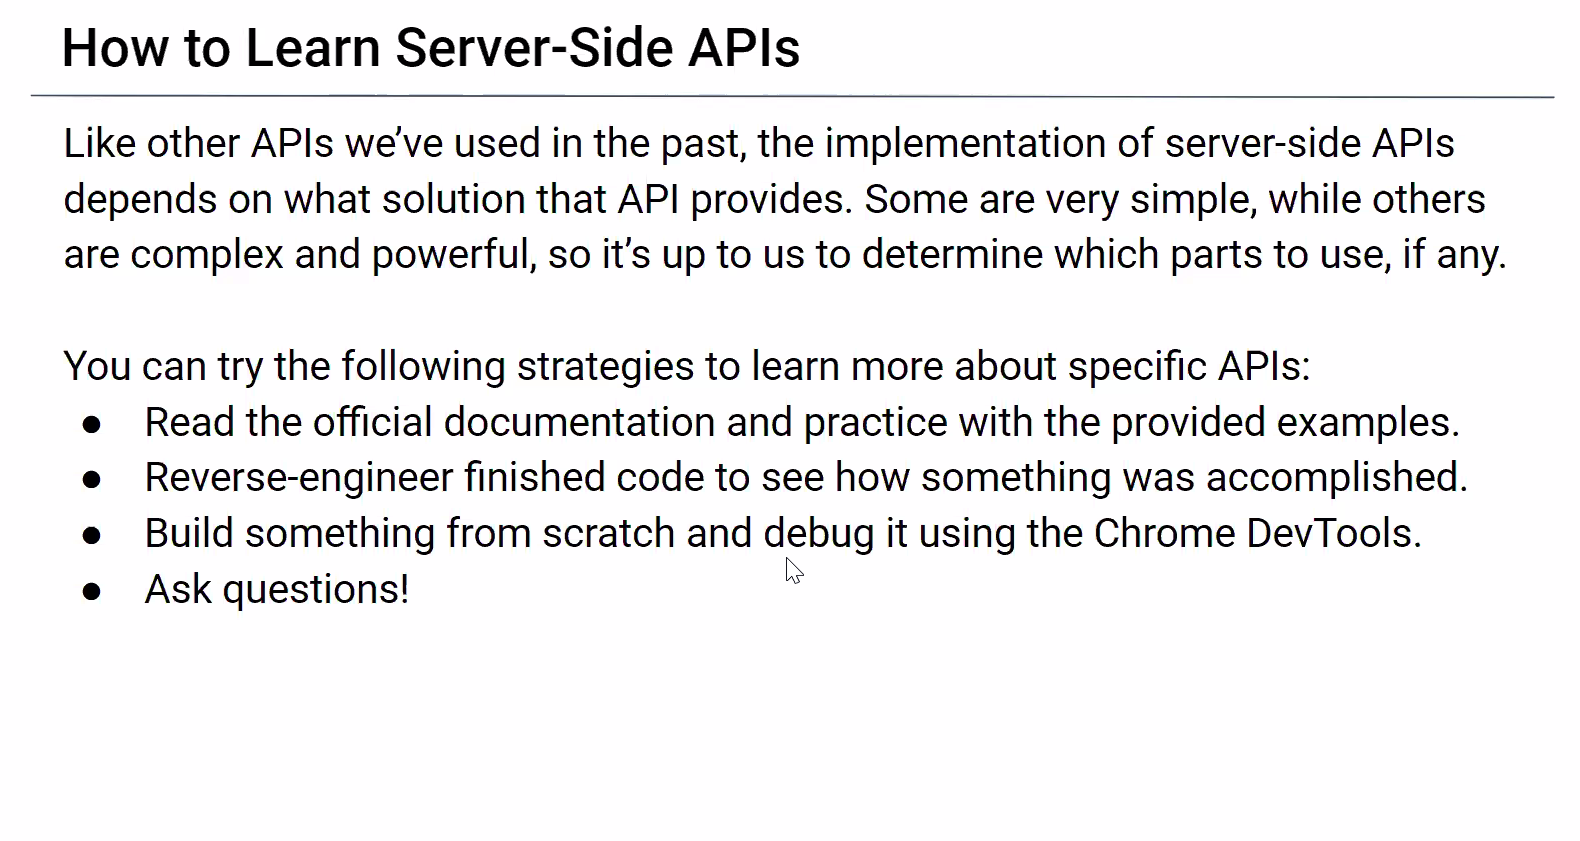 How to Learn Server-Side APIs
Like other APIs we’ve used in the past, the implementation of server-side APIs
depends on what solution that API provides. Some are very simple, while others
are complex and powerful, so it’s up to us to determine which parts to use, if any.
You can try the following strategies to learn more about specific APIs:
● Read the official documentation and practice with the provided examples.
● Reverse-engineer finished code to see how something was accomplished.
● Build something from scratch and debug it using the Chrome DevTools.
● Ask questions!